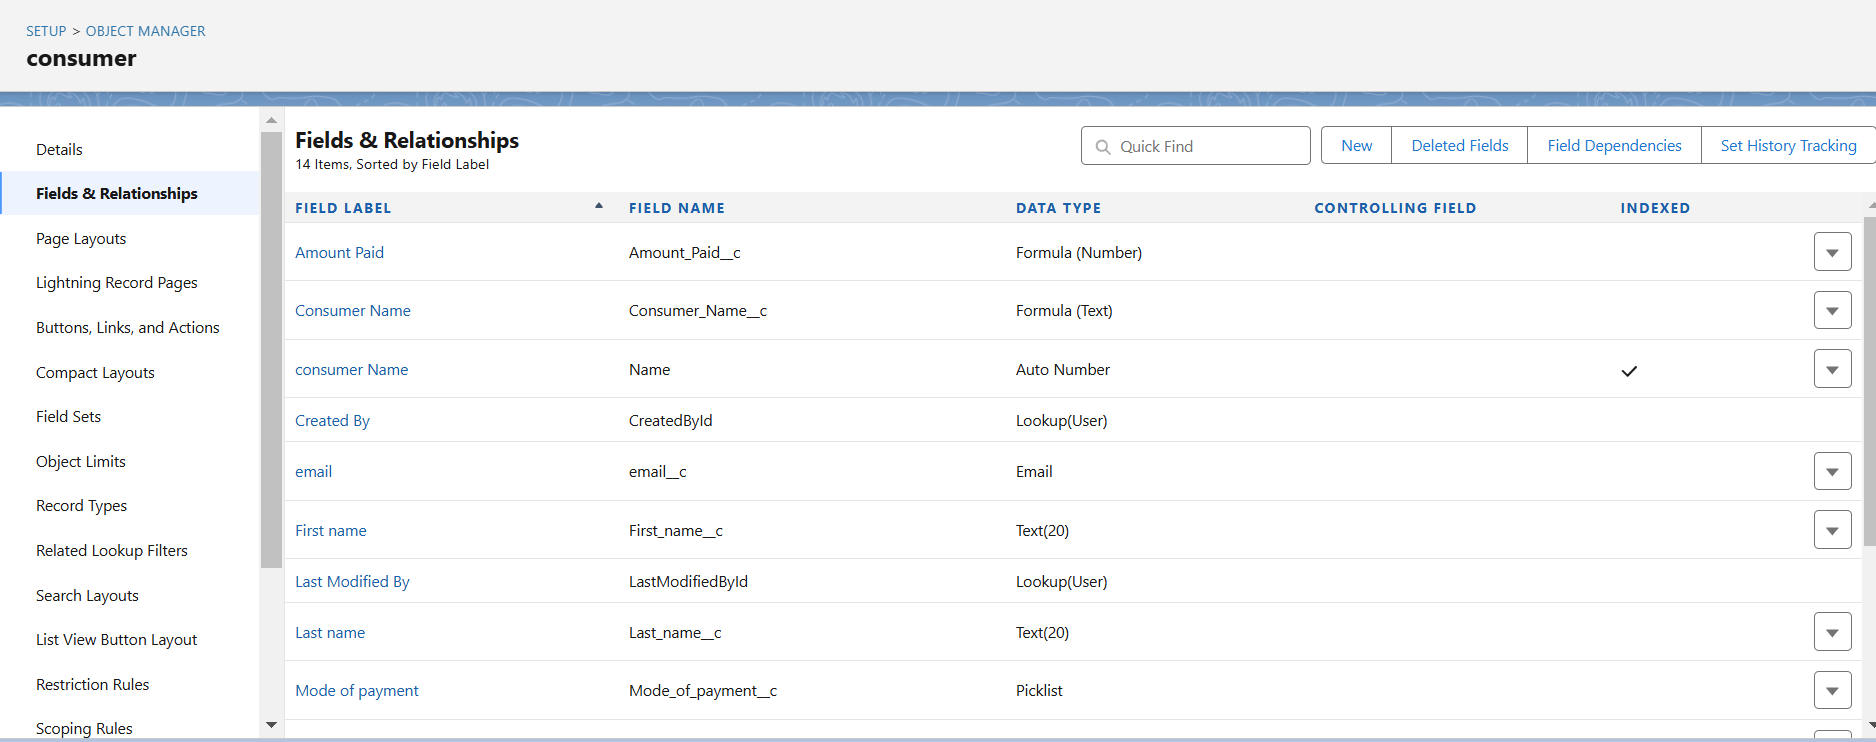 SETUP > OBJECT MANAGER
consumer
Details
Fields & Relationships
Page Layouts
Lightning Record Pages
Buttons, Links, and Actions
Compact Layouts
Field Sets
Object Limits
Record Types
Related Lookup Filters
Search Layouts
List View Button Layout
Restriction Rules
Scoping Rules
Fields & Relationships
14 Items, Sorted by Field Label
Quick Find
New
Deleted Fields
Field Dependencies
Set History Tracking
FIELD LABEL FIELD NAME DATA TYPE CONTROLLING FIELD INDEXED
Amount Paid Amount_Paid__c Formula (Number)
Consumer Name Consumer_Name__c Formula (Text)
consumer Name Name Auto Number
Created By CreatedById Lookup(User)
email email__c Email
First name First_name__c Text(20)
Last Modified By LastModifiedById Lookup(User)
Last name Last_name__c Text(20)
Mode of payment Mode_of_payment__c Picklist